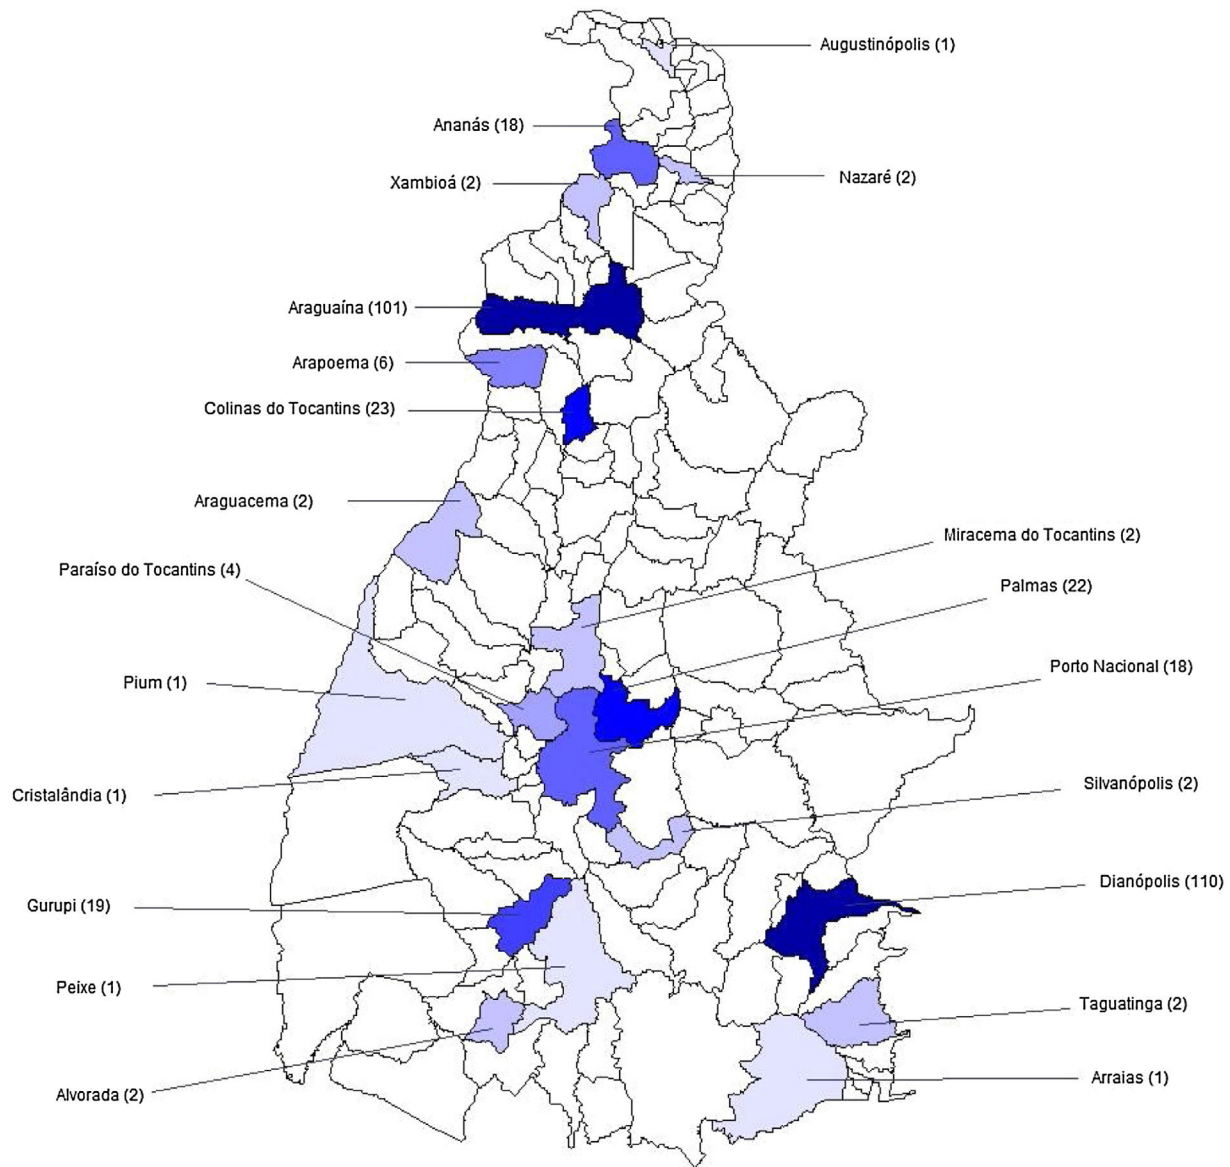 Augustinópolis (1)
Ananás (18)
Nazaré (2)
Xambioá (2)
Araguaína (101)
Arapoema (6)
Colinas do Tocantins (23)
Araguacema (2)
Miracema do Tocantins (2)
Paraíso do Tocantins (4)
Palmas (22)
Porto Nacional (18)
Pium (1)
Silvanópolis (2)
Cristalândia (1)
Dianópolis (110)
Gurupi (19)
Peixe (1)
Taguatinga (2)
Arraias (1)
Alvorada (2)